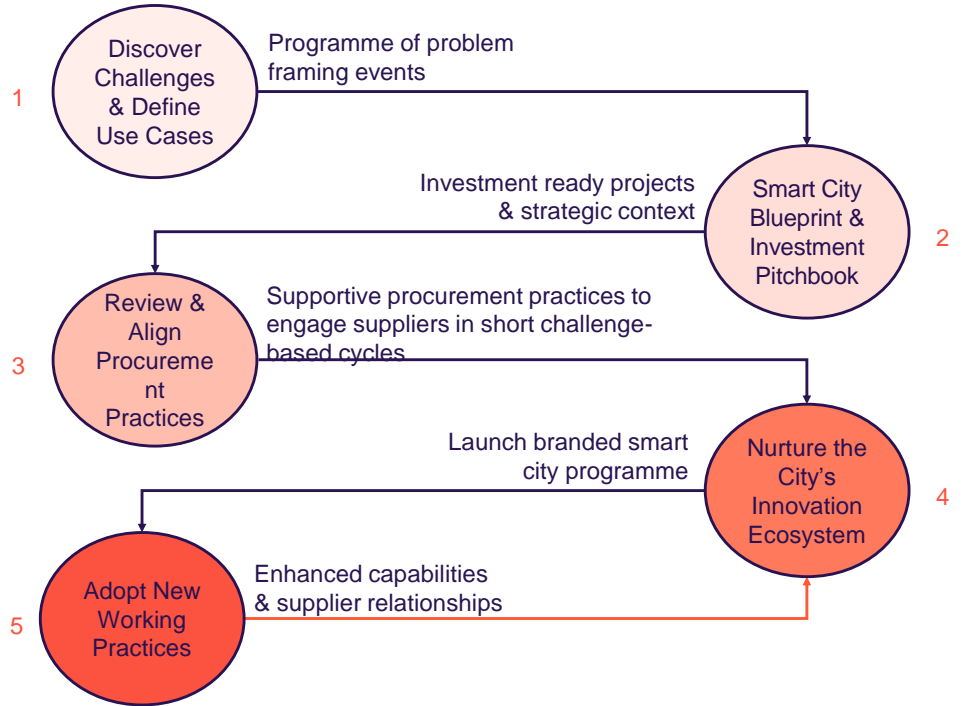 Discover
Challenges
& Define
Use Cases
1
Programme of problem
framing events
Investment ready projects
& strategic context
Smart City
Blueprint &
Investment
Pitchbook
2
Review &
Align
Procureme
nt
Practices
3
Supportive procurement practices to
engage suppliers in short challenge-
based cycles
Launch branded smart
city programme
Nurture the
City’s
Innovation
Ecosystem
4
Adopt New
Working
Practices
5
Enhanced capabilities
& supplier relationships